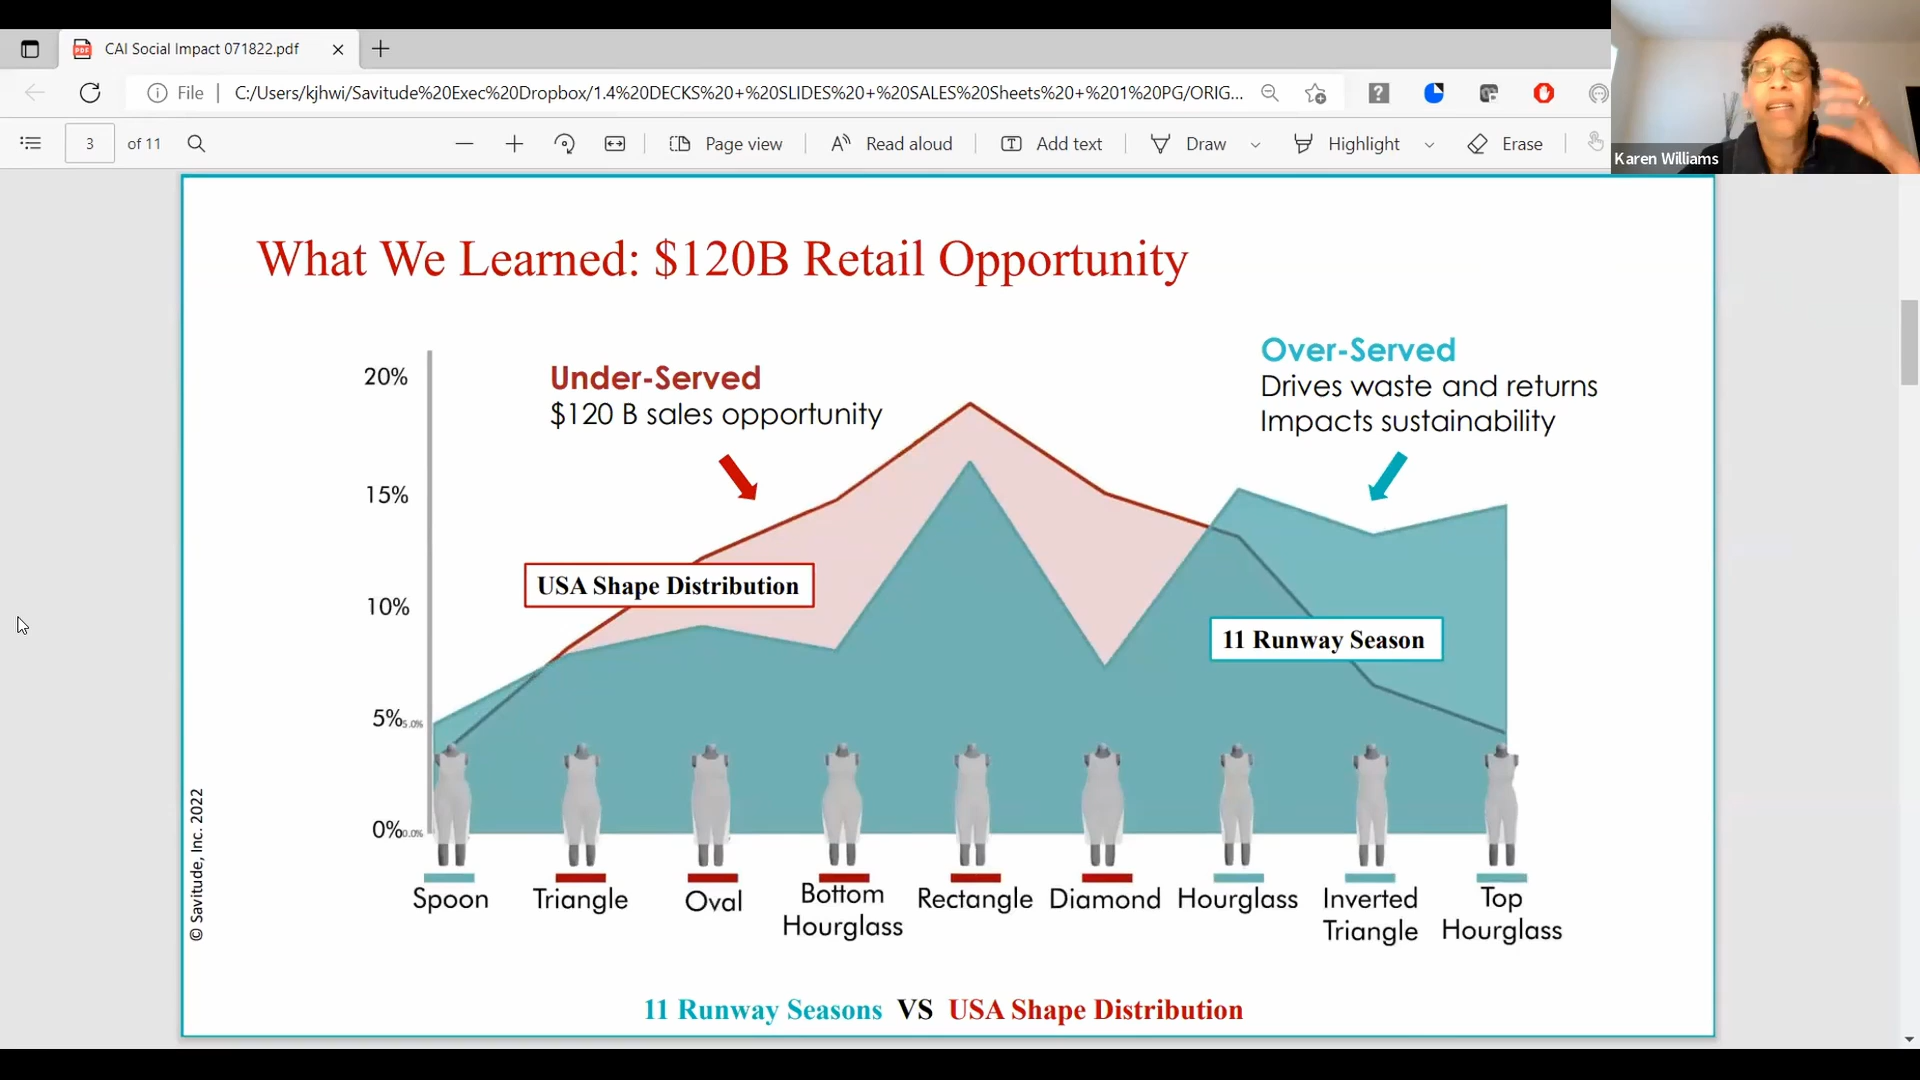 CAI Social Impact 071822.pdf
File
C:/Users/kjhwi/Savitude%20Exec%20Dropbox/1.4%20DECKS%20+%20SLIDES%20+%20SALES%20Sheets%20+%201%20PG/ORIG...
3 of 11
Page view
Read aloud
Add text
Draw
Highlight
Erase
Karen Williams
What We Learned: $120B Retail Opportunity
Under-Served
$120 B sales opportunity
Over-Served
Drives waste and returns
Impacts sustainability
20%
15%
10%
5%
5.0%
0%
0.0%
USA Shape Distribution
11 Runway Season
Spoon
Triangle
Oval
Bottom
Hourglass
Rectangle
Diamond
Hourglass
Inverted
Triangle
Top
Hourglass
11 Runway Seasons VS USA Shape Distribution
© Savitude, Inc. 2022